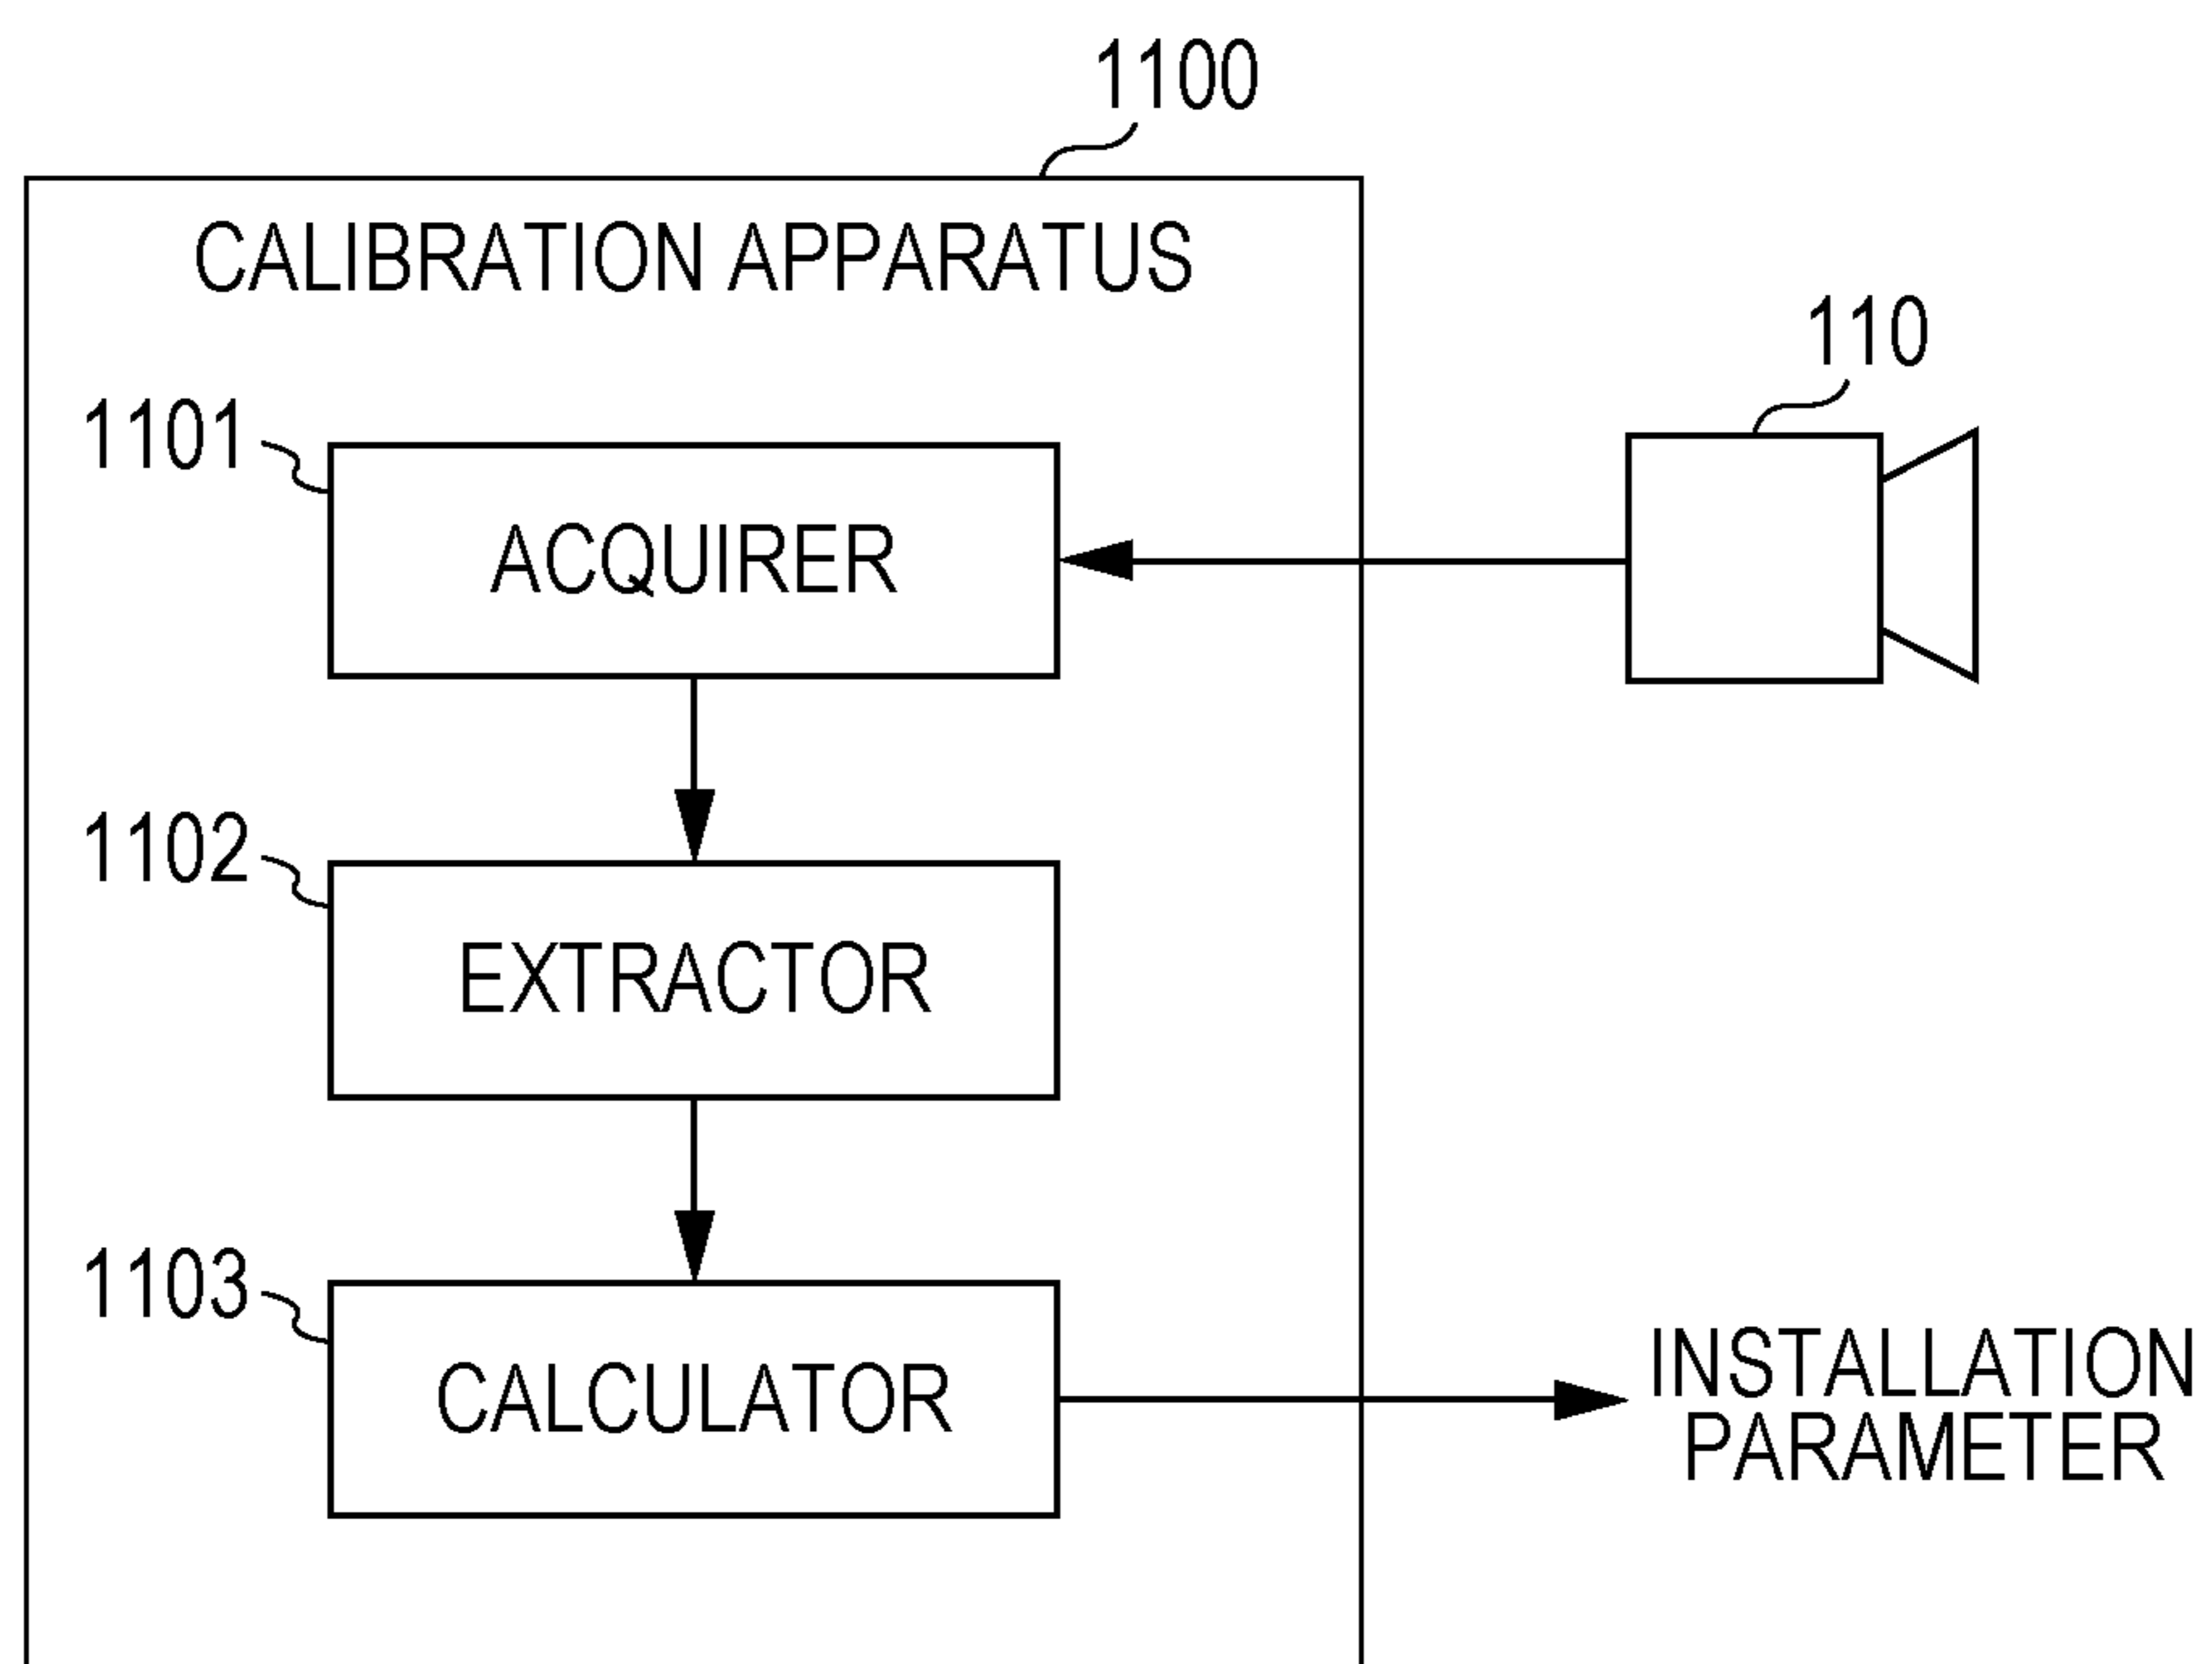 1100
CALIBRATION APPARATUS
110
1101
ACQUIRER
1102
EXTRACTOR
1103
CALCULATOR
INSTALLATION
PARAMETER